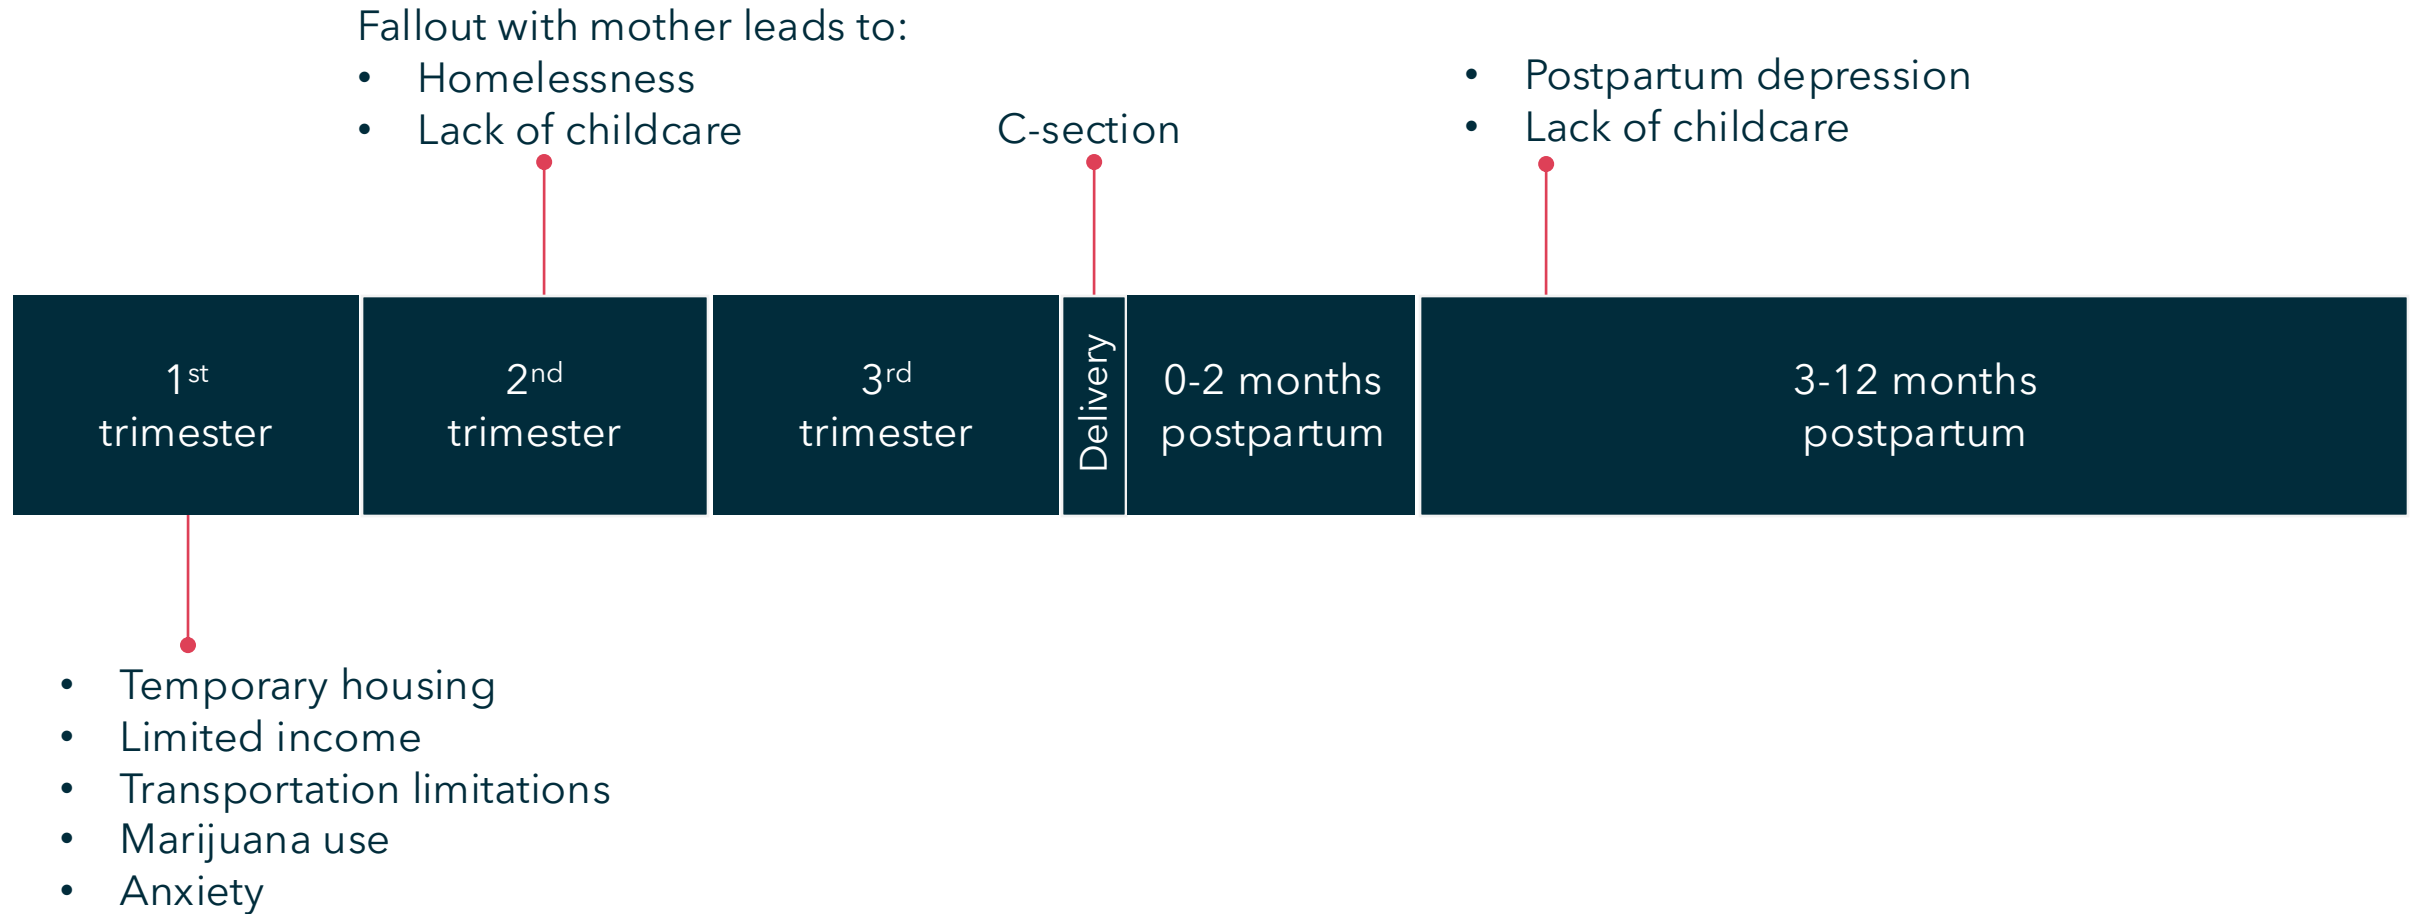 Fallout with mother leads to:
• Homelessness
• Lack of childcare
C-section
• Postpartum depression
• Lack of childcare
1st
trimester
2nd
trimester
3rd
trimester
Delivery
0-2 months
postpartum
3-12 months
postpartum
• Temporary housing
• Limited income
• Transportation limitations
• Marijuana use
• Anxiety